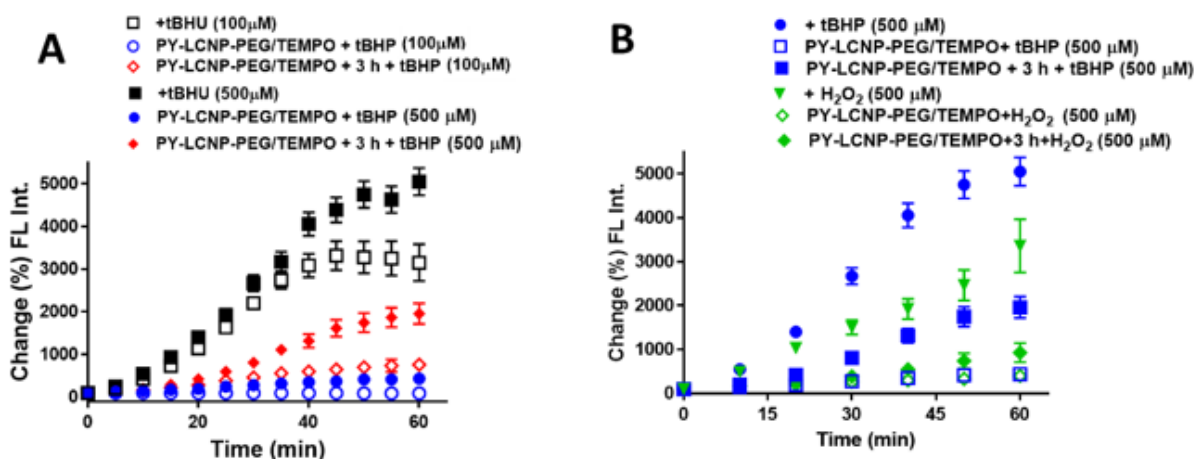 A
+tBHU (100μM)
PY-LCNP-PEG/TEMPO + tBHP (100μM)
PY-LCNP-PEG/TEMPO + 3 h + tBHP (100μM)
+tBHU (500μM)
PY-LCNP-PEG/TEMPO + tBHP (500 μM)
PY-LCNP-PEG/TEMPO + 3 h + tBHP (500 μM)
Change (%) FL Int.
5000
4000
3000
2000
1000
0
0 20 40 60
Time (min)
B
+ tBHP (500 μM)
PY-LCNP-PEG/TEMPO+ tBHP (500 μM)
PY-LCNP-PEG/TEMPO + 3 h + tBHP (500 μM)
+ H₂O₂ (500 μM)
PY-LCNP-PEG/TEMPO+H₂O₂ (500 μM)
PY-LCNP-PEG/TEMPO+3 h+H₂O₂ (500 μM)
Change (%) FL Int.
5000
4000
3000
2000
1000
0
0 15 30 45 60
Time (min)